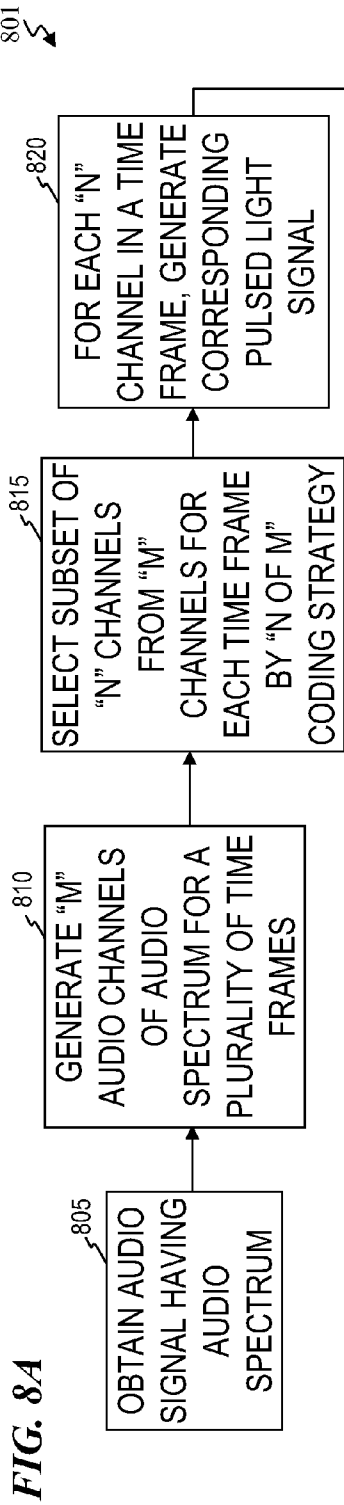 FIG. 8A
801
805
OBTAIN AUDIO
SIGNAL HAVING
AUDIO
SPECTRUM
810
GENERATE “M”
AUDIO CHANNELS
OF AUDIO
SPECTRUM FOR A
PLURALITY OF TIME
FRAMES
815
SELECT SUBSET OF
“N” CHANNELS
FROM “M”
CHANNELS FOR
EACH TIME FRAME
BY “N OF M”
CODING STRATEGY
820
FOR EACH “N”
CHANNEL IN A TIME
FRAME, GENERATE
CORRESPONDING
PULSED LIGHT
SIGNAL